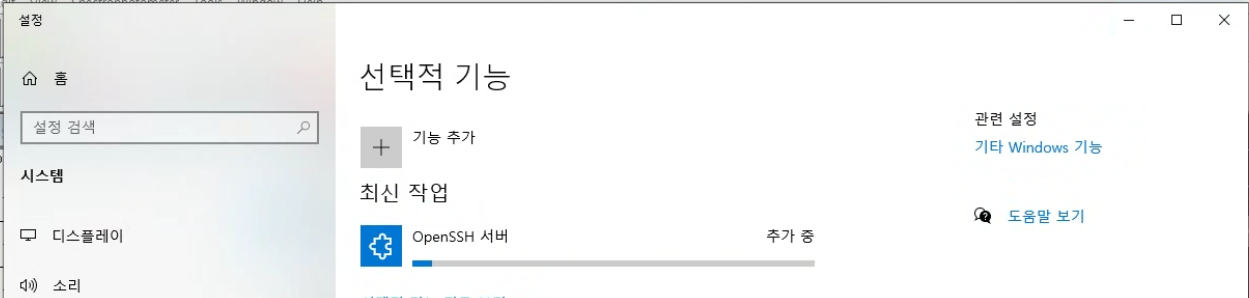 설정
홈
설정 검색
시스템
디스플레이
소리
선택적 기능
기능 추가
최신 작업
OpenSSH 서버 추가 중
관련 설정
기타 Windows 기능
도움말 보기